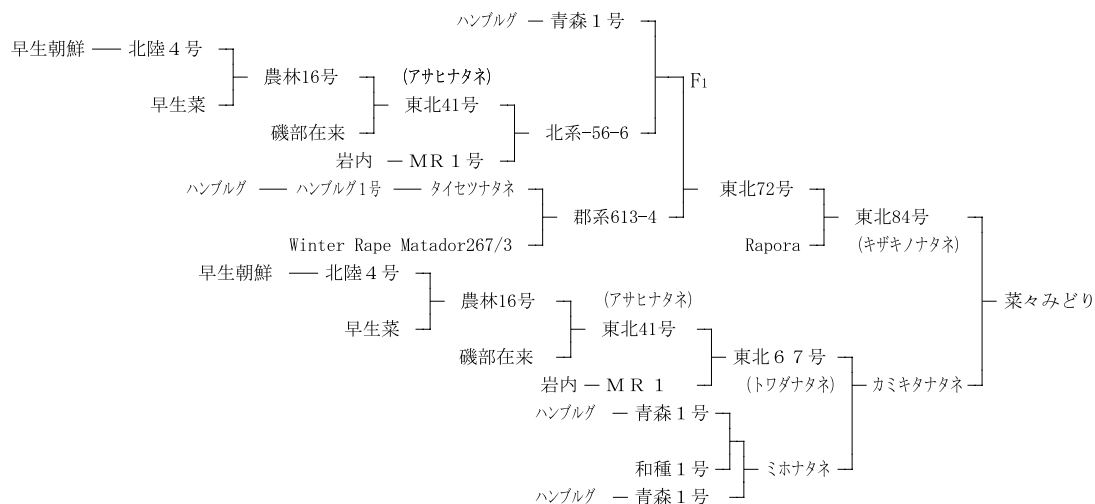 ハンブルグ ― 青森１号
早生朝鮮 ― 北陸４号
農林16号 (アサヒナタネ) F1
早生菜 東北41号
磯部在来 北系-56-6
岩内 ―ＭＲ１号
ハンブルグ ― ハンブルグ1号 ― タイセツナタネ 東北72号
郡系613-4 東北84号
Winter Rape Matador267/3 Rapora (キザキノナタネ)
早生朝鮮 ― 北陸４号
農林16号 (アサヒナタネ) 菜々みどり
早生菜 東北41号
磯部在来 東北６７号
岩内 ―ＭＲ１ (トワダナタネ) カミキタナタネ
ハンブルグ ― 青森１号
和種１号 ミホナタネ
ハンブルグ ― 青森１号